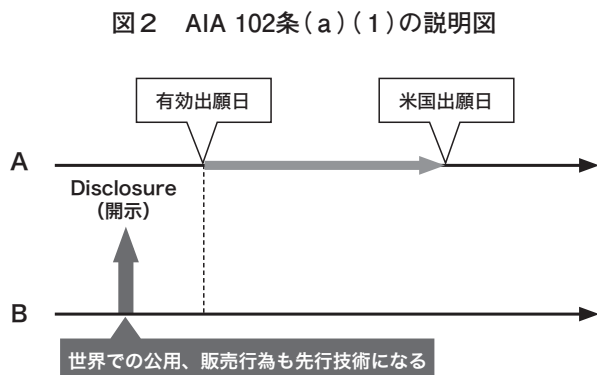 図2 AIA 102条(a)(1)の説明図
有効出願日
米国出願日
A
Disclosure
(開示)
B
世界での公用、販売行為も先行技術になる